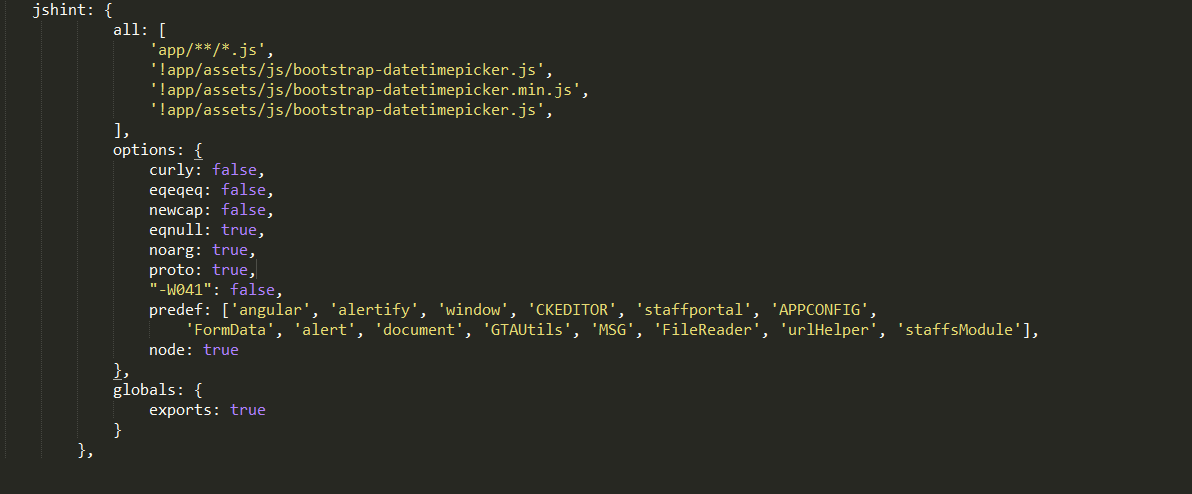 jshint: {
all: [
'app/**/*.js',
'!app/assets/js/bootstrap-datetimepicker.js',
'!app/assets/js/bootstrap-datetimepicker.min.js',
'!app/assets/js/bootstrap-datetimepicker.js',
],
options: {
curly: false,
eqeqeq: false,
newcap: false,
eqnull: true,
noarg: true,
proto: true,
"-W041": false,
predef: ['angular', 'alertify', 'window', 'CKEDITOR', 'staffportal', 'APPCONFIG',
'FormData', 'alert', 'document', 'GTAUtils', 'MSG', 'FileReader', 'urlHelper', 'staffsModule'],
node: true
},
globals: {
exports: true
}
},